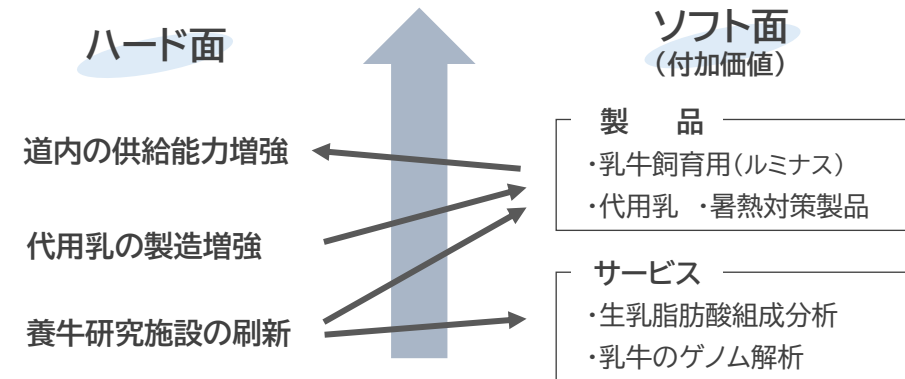 ハード面
道内の供給能力増強
代用乳の製造増強
養牛研究施設の刷新
ソフト面
(付加価値)
製　品
・乳牛飼育用(ルミナス)
・代用乳 ・暑熱対策製品
サービス
・生乳脂肪酸組成分析
・乳牛のゲノム解析